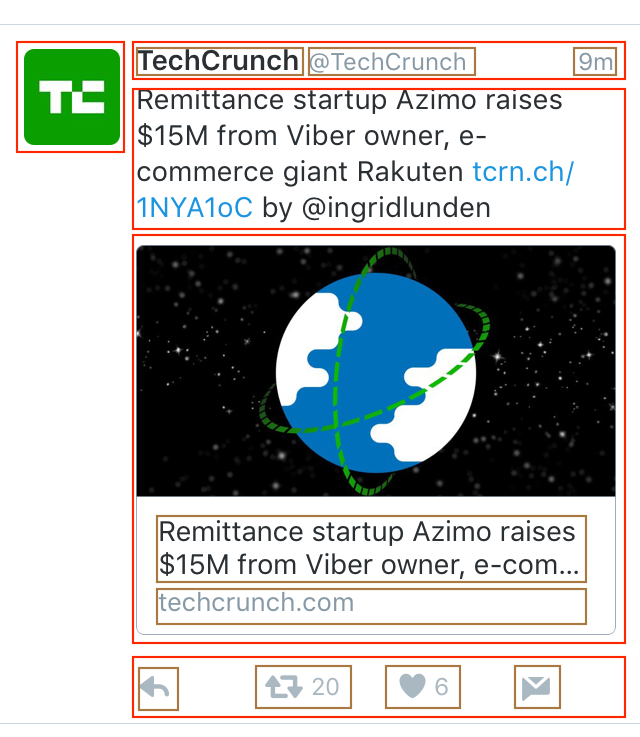 TC
TechCrunch @TechCrunch 9m
Remittance startup Azimo raises
$15M from Viber owner, e-
commerce giant Rakuten tcrn.ch/
1NYA1oC by @ingridlunden
Remittance startup Azimo raises
$15M from Viber owner, e-com...
techcrunch.com
20 6